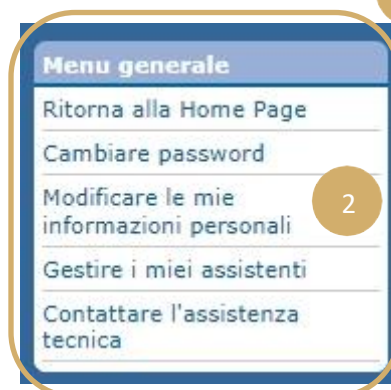 Menu generale
Ritorna alla Home Page
Cambiare password
Modificare le mie
informazioni personali
2
Gestire i miei assistenti
Contattare l'assistenza
tecnica